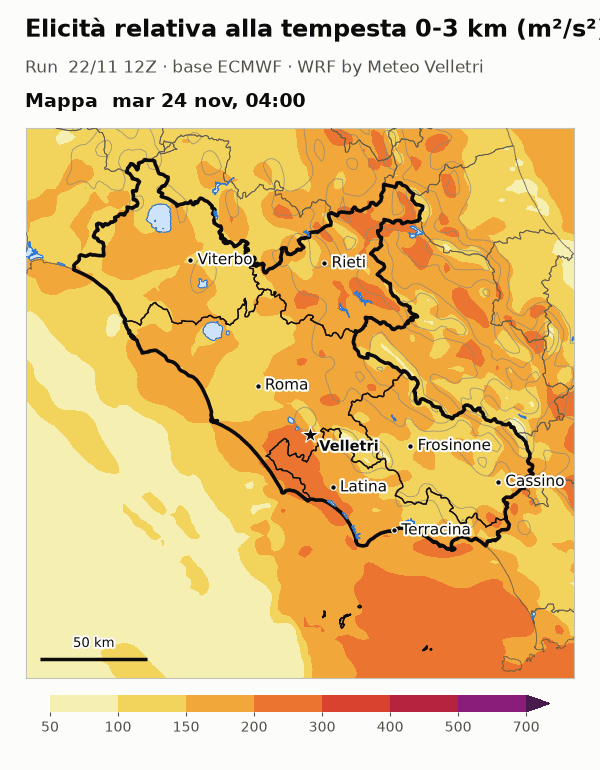 Elicità relativa alla tempesta 0-3 km (m²/s²)
Run 22/11 12Z · base ECMWF · WRF by Meteo Velletri
Mappa mar 24 nov, 04:00
Viterbo
Rieti
Roma
Velletri
Frosinone
Latina
Cassino
Terracina
50 km
50 100 150 200 300 400 500 700